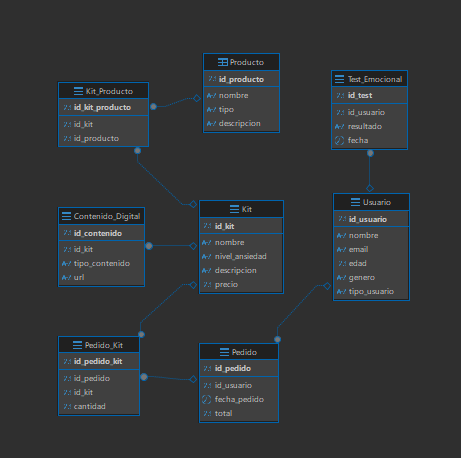 Producto
id_producto
nombre
tipo
descripcion
Kit_Producto
id_kit_producto
id_kit
id_producto
Test_Emocional
id_test
id_usuario
resultado
fecha
Contenido_Digital
id_contenido
id_kit
tipo_contenido
url
Kit
id_kit
nombre
nivel_ansiedad
descripcion
precio
Usuario
id_usuario
nombre
email
edad
genero
tipo_usuario
Pedido_Kit
id_pedido_kit
id_pedido
id_kit
cantidad
Pedido
id_pedido
id_usuario
fecha_pedido
total